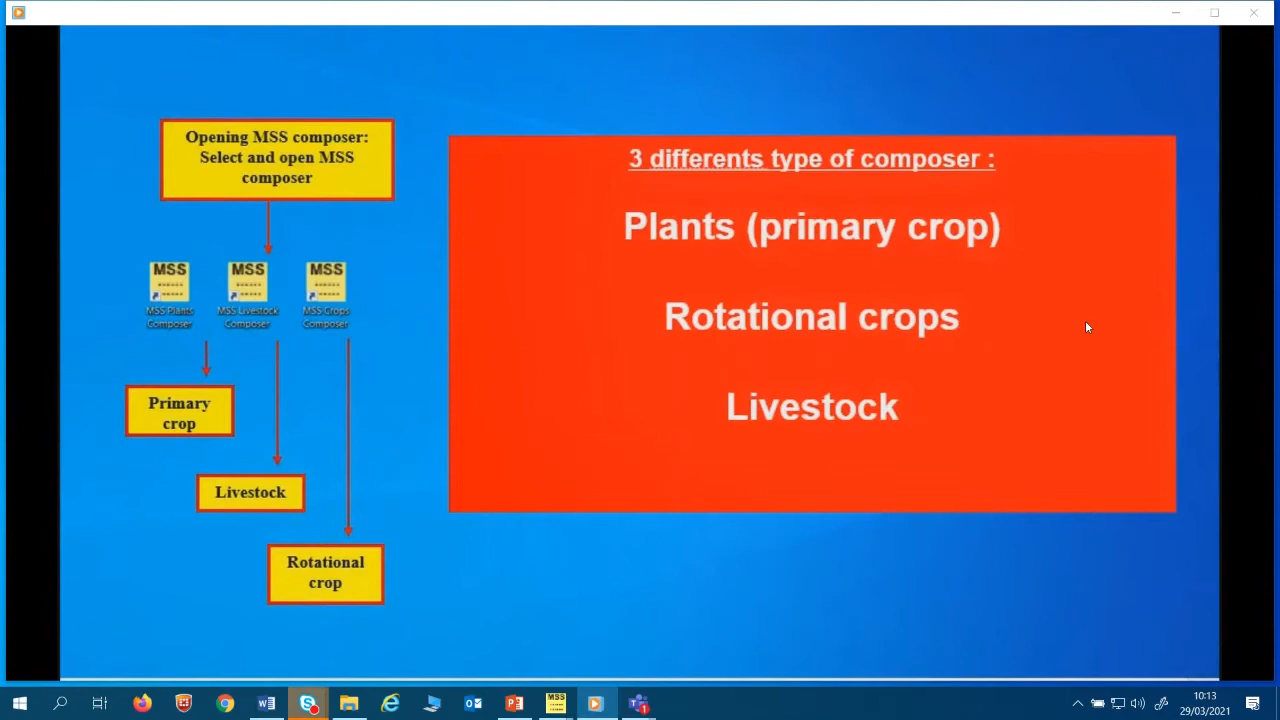 Opening MSS composer:
Select and open MSS
composer
MSS
MSS
MSS
MSS Plants
Composer
MSS Livestock
Composer
MSS Crops
Composer
Primary
crop
Livestock
Rotational
crop
3 differents type of composer :
Plants (primary crop)
Rotational crops
Livestock
MSS
1
10:13
29/03/2021